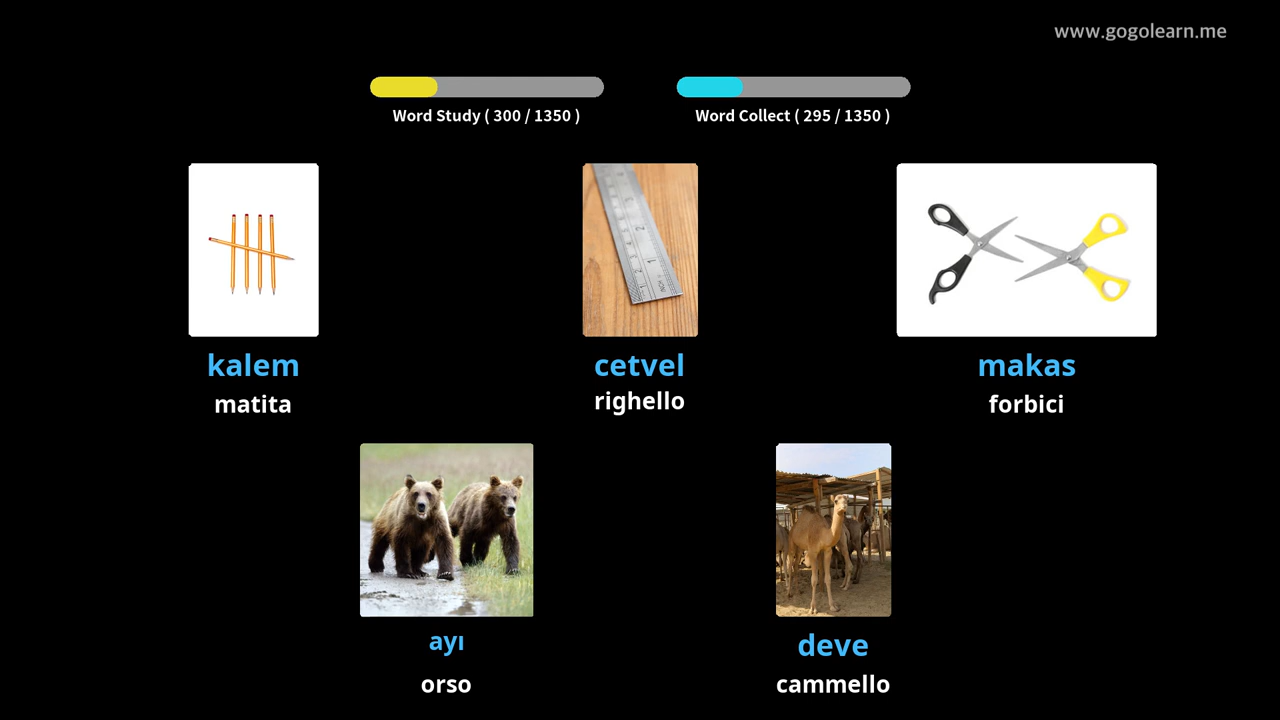 www.gogolearn.me
Word Study ( 300 / 1350 )
Word Collect ( 295 / 1350 )
kalem
matita
cetvel
righello
makas
forbici
ayı
orso
deve
cammello